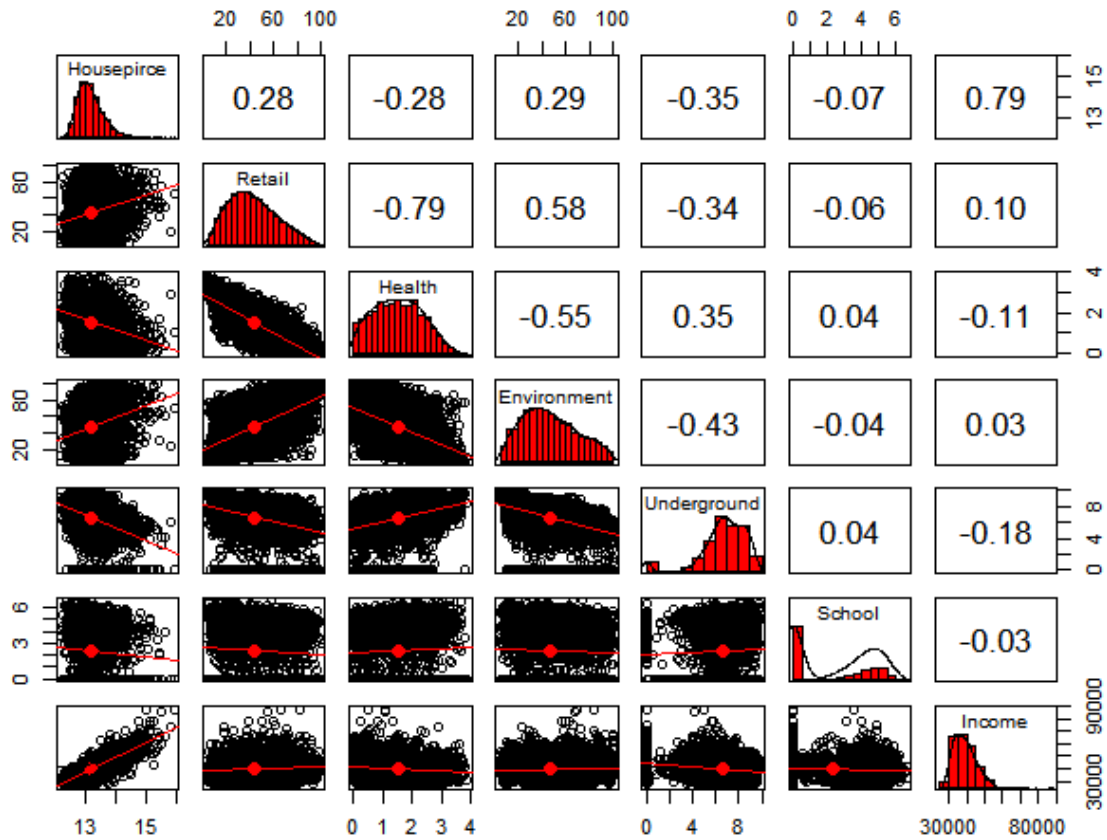 20 60 100 20 60 100 0 2 4 6
Housepirce 0.28 -0.28 0.29 -0.35 -0.07 0.79 13 15
20 80 Retail -0.79 0.58 -0.34 -0.06 0.10
Health -0.55 0.35 0.04 -0.11 0 2 4
20 80 Environment -0.43 -0.04 0.03
Underground 0.04 -0.18 0 4 8
0 3 6 School -0.03
Income 30000 90000
13 15 0 1 2 3 4 20 60 100 0 4 8 30000 80000